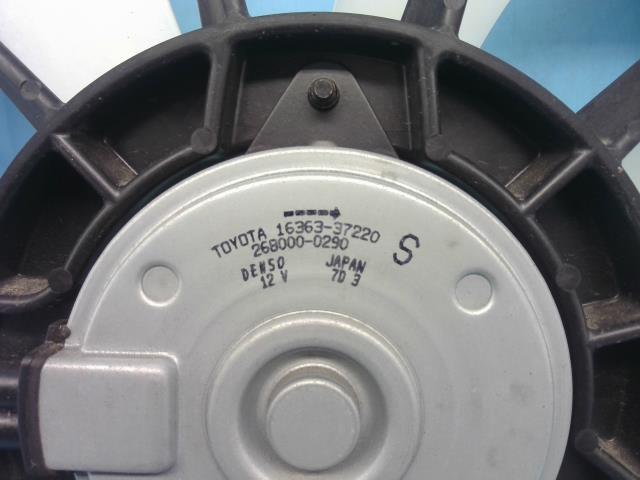 TOYOTA 16363-37220
268000-0290
S
DENSO JAPAN
12 V 7D 3